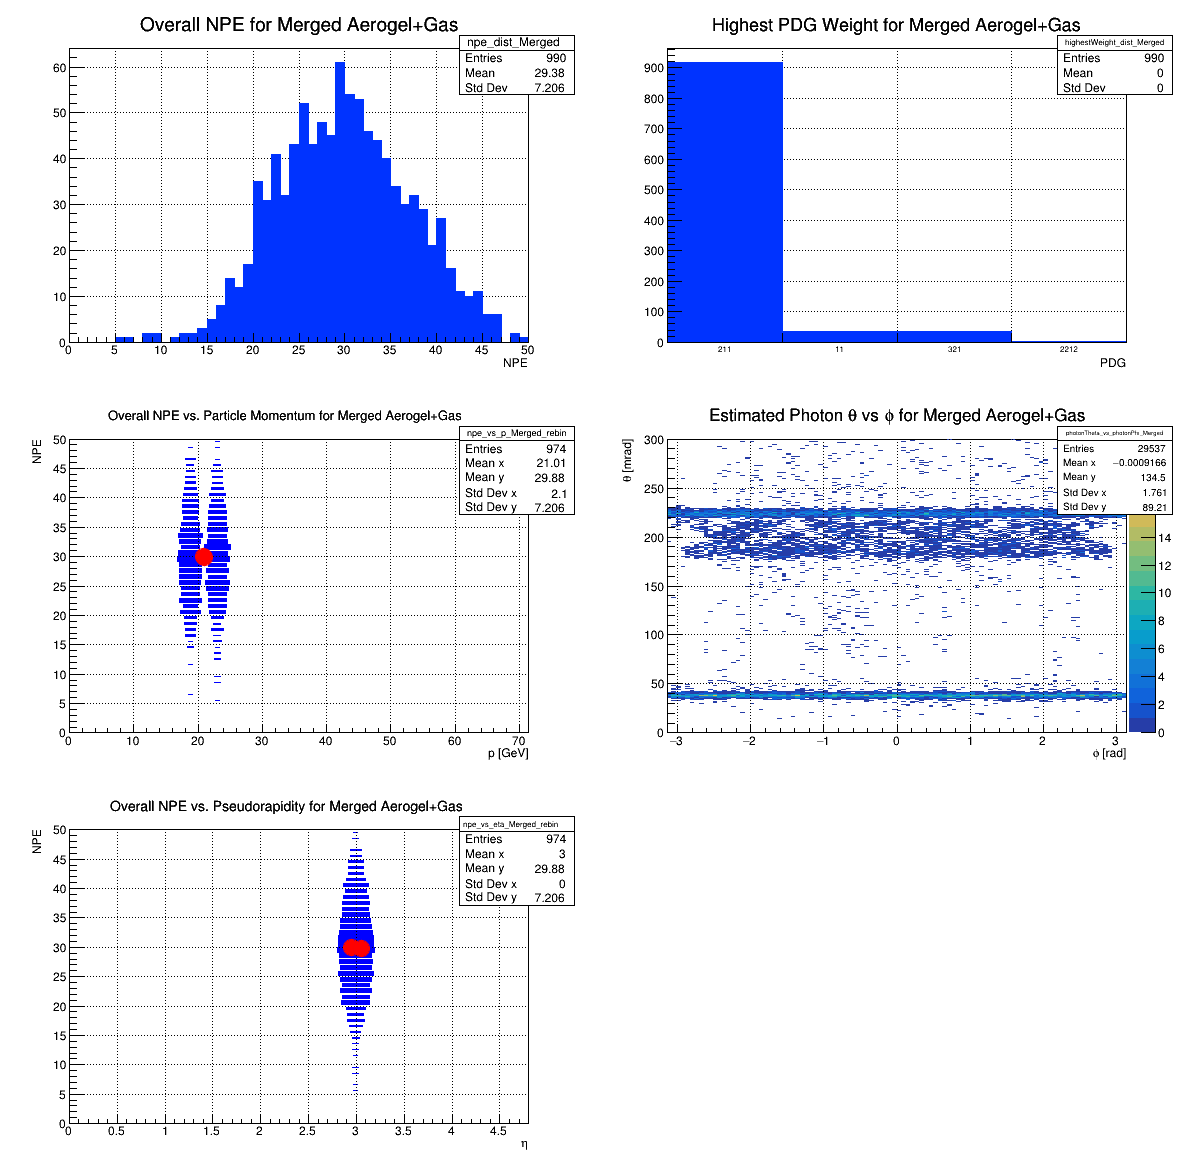 Overall NPE for Merged Aerogel+Gas
npe_dist_Merged
Entries 990
Mean 29.38
Std Dev 7.206
60
50
40
30
20
10
0
0 5 10 15 20 25 30 35 40 45 50
NPE
Highest PDG Weight for Merged Aerogel+Gas
highestWeight_dist_Merged
Entries 990
Mean 0
Std Dev 0
900
800
700
600
500
400
300
200
100
0
211 11 321 2212
PDG
Overall NPE vs. Particle Momentum for Merged Aerogel+Gas
npe_vs_p_Merged_rebin
Entries 974
Mean x 21.01
Mean y 29.88
Std Dev x 2.1
Std Dev y 7.206
NPE
50
45
40
35
30
25
20
15
10
5
0
0 10 20 30 40 50 60 70
p [GeV]
Estimated Photon θ vs ϕ for Merged Aerogel+Gas
photonTheta_vs_photonPhi_Merged
Entries 29537
Mean x −0.0009166
Mean y 134.5
Std Dev x 1.761
Std Dev y 89.21
θ [mrad]
300
250
200
150
100
50
0
−3 −2 −1 0 1 2 3
ϕ [rad]
14
12
10
8
6
4
2
0
Overall NPE vs. Pseudorapidity for Merged Aerogel+Gas
npe_vs_eta_Merged_rebin
Entries 974
Mean x 3
Mean y 29.88
Std Dev x 0
Std Dev y 7.206
NPE
50
45
40
35
30
25
20
15
10
5
0
0 0.5 1 1.5 2 2.5 3 3.5 4 4.5
η